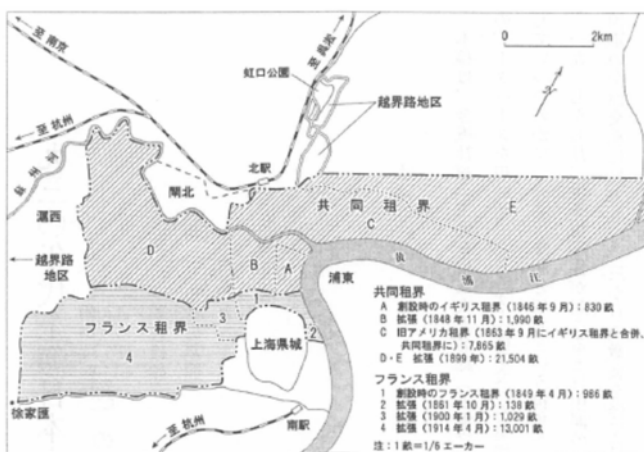 至南京
至呉淞
0 2km
虹口公園
越界路地区
至杭州
北駅
蘇州河
閘北
共同租界
C
E
滬西
D
越界路
地区
B
A
黄浦江
浦東
1
3
フランス租界
4
上海県城
2
徐家匯
至杭州
南駅
共同租界
A 創設時のイギリス租界(1846年9月):830畝
B 拡張(1848年11月):1,990畝
C 旧アメリカ租界(1863年9月にイギリス租界と合併、
共同租界に):7,865畝
D・E 拡張(1899年):21,504畝
フランス租界
1 創設時のフランス租界(1849年4月):986畝
2 拡張(1861年10月):138畝
3 拡張(1900年1月):1,029畝
4 拡張(1914年4月):13,001畝
注:1畝=1/6エーカー